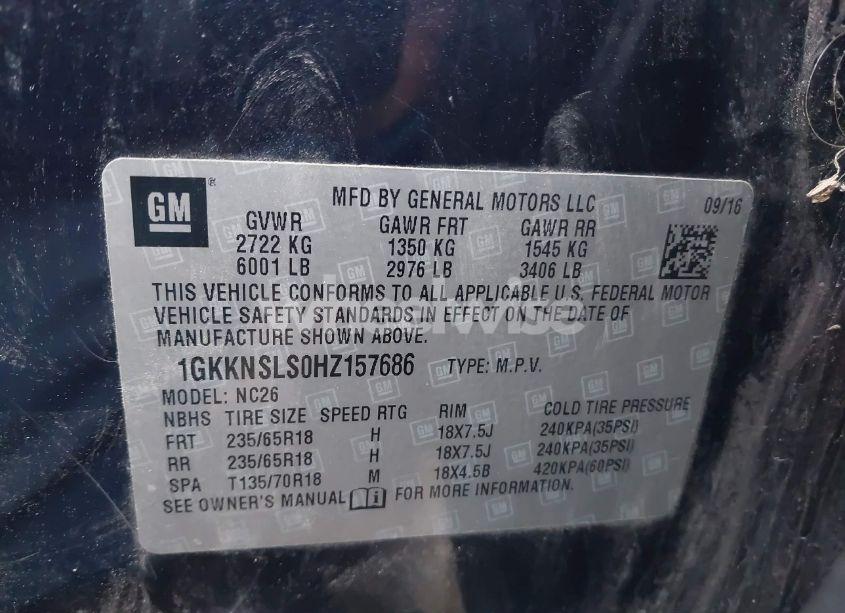 GM
MFD BY GENERAL MOTORS LLC 09/16
GVWR GAWR FRT GAWR RR
2722 KG 1350 KG 1545 KG
6001 LB 2976 LB 3406 LB
THIS VEHICLE CONFORMS TO ALL APPLICABLE U.S. FEDERAL MOTOR
VEHICLE SAFETY STANDARDS IN EFFECT ON THE DATE OF
MANUFACTURE SHOWN ABOVE.
1GKKNSLS0HZ157686 TYPE: M.P.V.
MODEL: NC26
NBHS TIRE SIZE SPEED RTG RIM COLD TIRE PRESSURE
FRT 235/65R18 H 18X7.5J 240KPA(35PSI)
RR 235/65R18 H 18X7.5J 240KPA(35PSI)
SPA T135/70R18 M 18X4.5B 420KPA(60PSI)
SEE OWNER'S MANUAL FOR MORE INFORMATION.